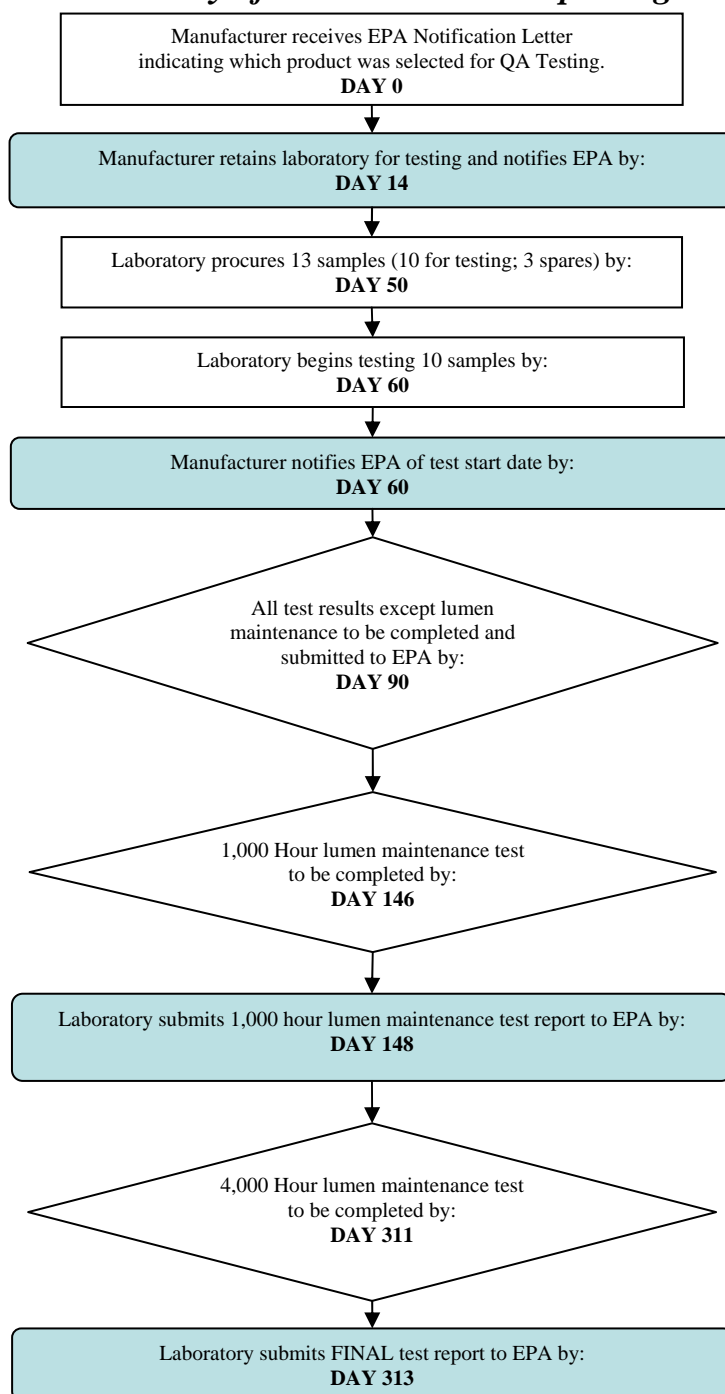 Manufacturer receives EPA Notification Letter
indicating which product was selected for QA Testing.
DAY 0
Manufacturer retains laboratory for testing and notifies EPA by:
DAY 14
Laboratory procures 13 samples (10 for testing; 3 spares) by:
DAY 50
Laboratory begins testing 10 samples by:
DAY 60
Manufacturer notifies EPA of test start date by:
DAY 60
All test results except lumen
maintenance to be completed and
submitted to EPA by:
DAY 90
1,000 Hour lumen maintenance test
to be completed by:
DAY 146
Laboratory submits 1,000 hour lumen maintenance test report to EPA by:
DAY 148
4,000 Hour lumen maintenance test
to be completed by:
DAY 311
Laboratory submits FINAL test report to EPA by:
DAY 313